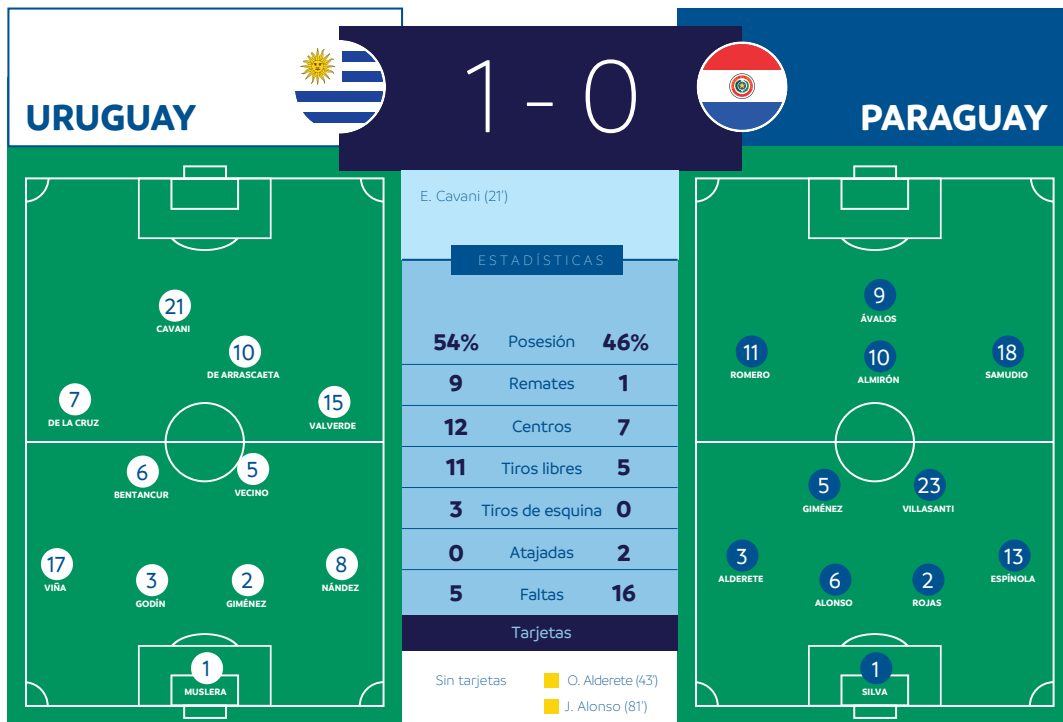 URUGUAY
1 - 0
PARAGUAY
E. Cavani (21')
ESTADÍSTICAS
54% Posesión 46%
9 Remates 1
12 Centros 7
11 Tiros libres 5
3 Tiros de esquina 0
0 Atajadas 2
5 Faltas 16
Tarjetas
Sin tarjetas
O. Alderete (43')
J. Alonso (81')
21
CAVANI
10
DE ARRASCAETA
7
DE LA CRUZ
15
VALVERDE
6
BENTANCUR
5
VECINO
17
VIÑA
3
GODÍN
2
GIMÉNEZ
8
NÁNDEZ
1
MUSLERA
9
ÁVALOS
11
ROMERO
10
ALMIRÓN
18
SAMUDIO
5
GIMÉNEZ
23
VILLASANTI
3
ALDERETE
6
ALONSO
2
ROJAS
13
ESPÍNOLA
1
SILVA